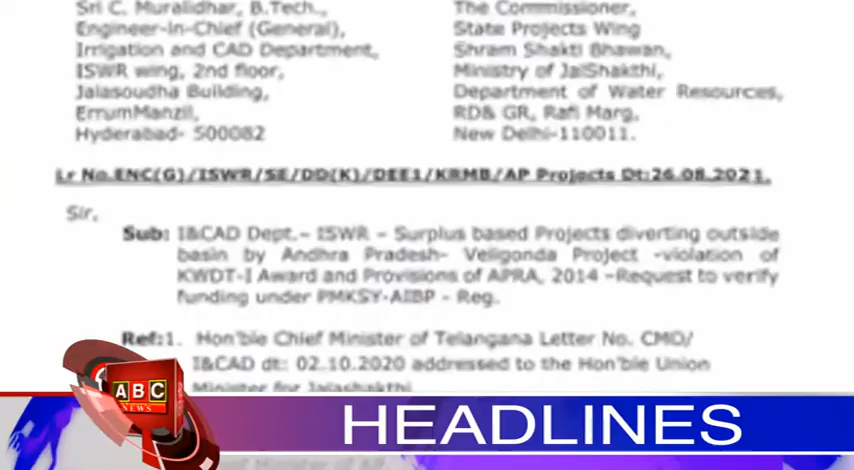 Sri C. Muralidhar, B.Tech.,
Engineer-in-Chief (General),
Irrigation and CAD Department,
ISWR wing, 2nd floor,
Jalasoudha Building,
ErrumManzil,
Hyderabad- 500082
The Commissioner,
State Projects Wing
Shram Shakti Bhawan,
Ministry of JalShakthi,
Department of Water Resources,
RD& GR, Rafi Marg,
New Delhi-110011.
Lr No.ENC(G)/ISWR/SE/DD(K)/DEE1/KRMB/AP Projects Dt:26.08.2021.
Sir,
Sub: I&CAD Dept.– ISWR – Surplus based Projects diverting outside
basin by Andhra Pradesh- Veligonda Project -violation of
KWDT-I Award and Provisions of APRA, 2014 –Request to verify
funding under PMKSY-AIBP – Reg.
Ref:1. Hon'ble Chief Minister of Telangana Letter No. CMO/
I&CAD dt: 02.10.2020 addressed to the Hon'ble Union
Minister for Jalashakthi
ABC
NEWS
HEADLINES
Minister of AP